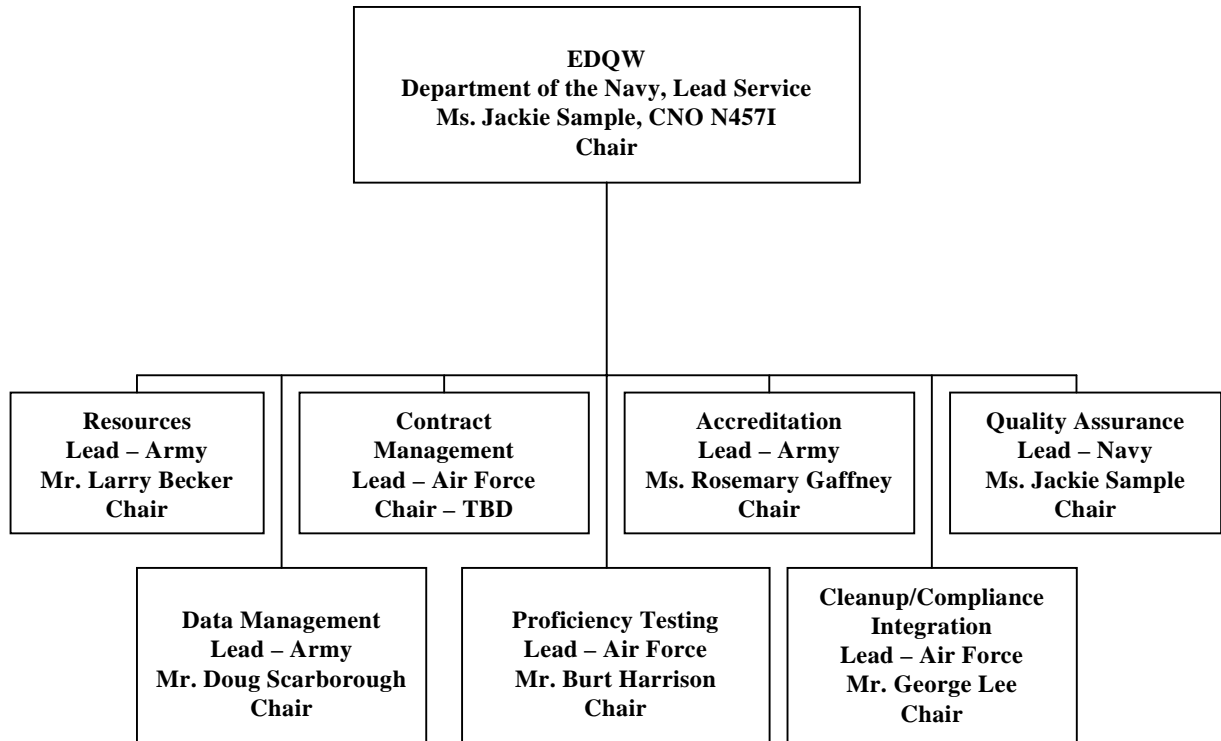 EDQW
Department of the Navy, Lead Service
Ms. Jackie Sample, CNO N457I
Chair
Resources
Lead – Army
Mr. Larry Becker
Chair
Contract
Management
Lead – Air Force
Chair – TBD
Accreditation
Lead – Army
Ms. Rosemary Gaffney
Chair
Quality Assurance
Lead – Navy
Ms. Jackie Sample
Chair
Data Management
Lead – Army
Mr. Doug Scarborough
Chair
Proficiency Testing
Lead – Air Force
Mr. Burt Harrison
Chair
Cleanup/Compliance
Integration
Lead – Air Force
Mr. George Lee
Chair